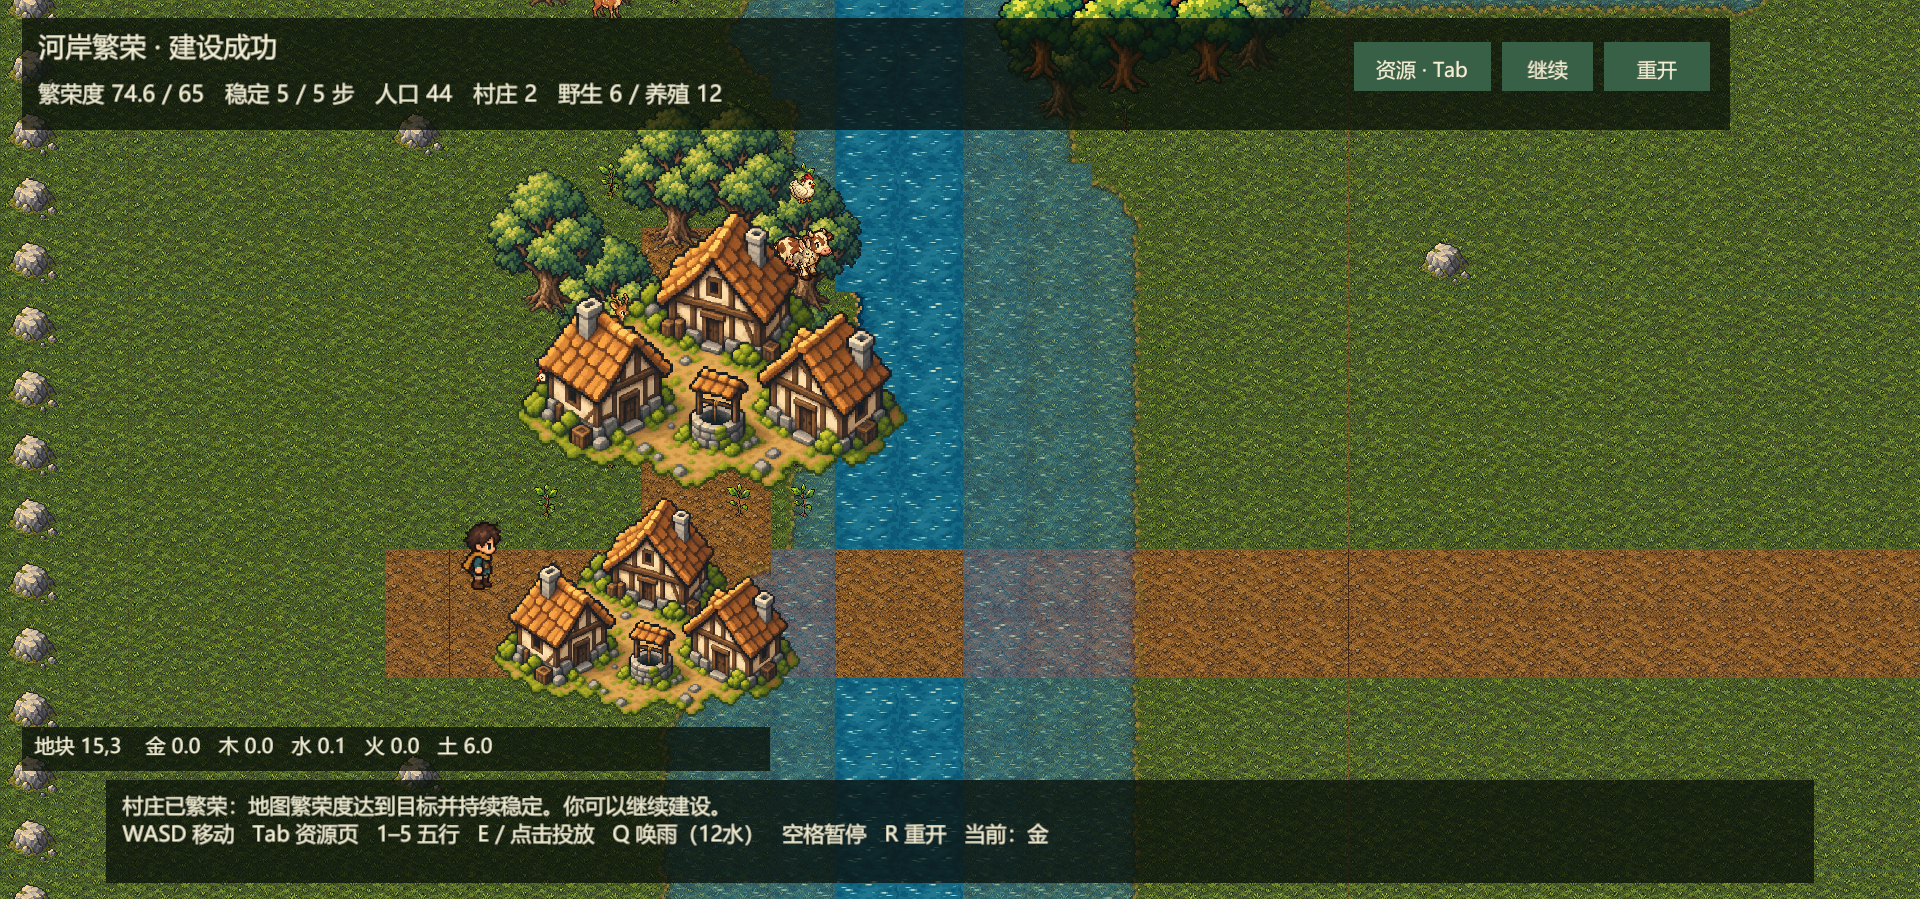 河岸繁荣 · 建设成功
繁荣度 74.6 / 65 稳定 5 / 5 步 人口 44 村庄 2 野生 6 / 养殖 12
资源 · Tab
继续
重开
地块 15,3 金 0.0 木 0.0 水 0.1 火 0.0 土 6.0
村庄已繁荣：地图繁荣度达到目标并持续稳定。你可以继续建设。
WASD 移动 Tab 资源页 1–5 五行 E / 点击投放 Q 唤雨（12水） 空格暂停 R 重开 当前：金